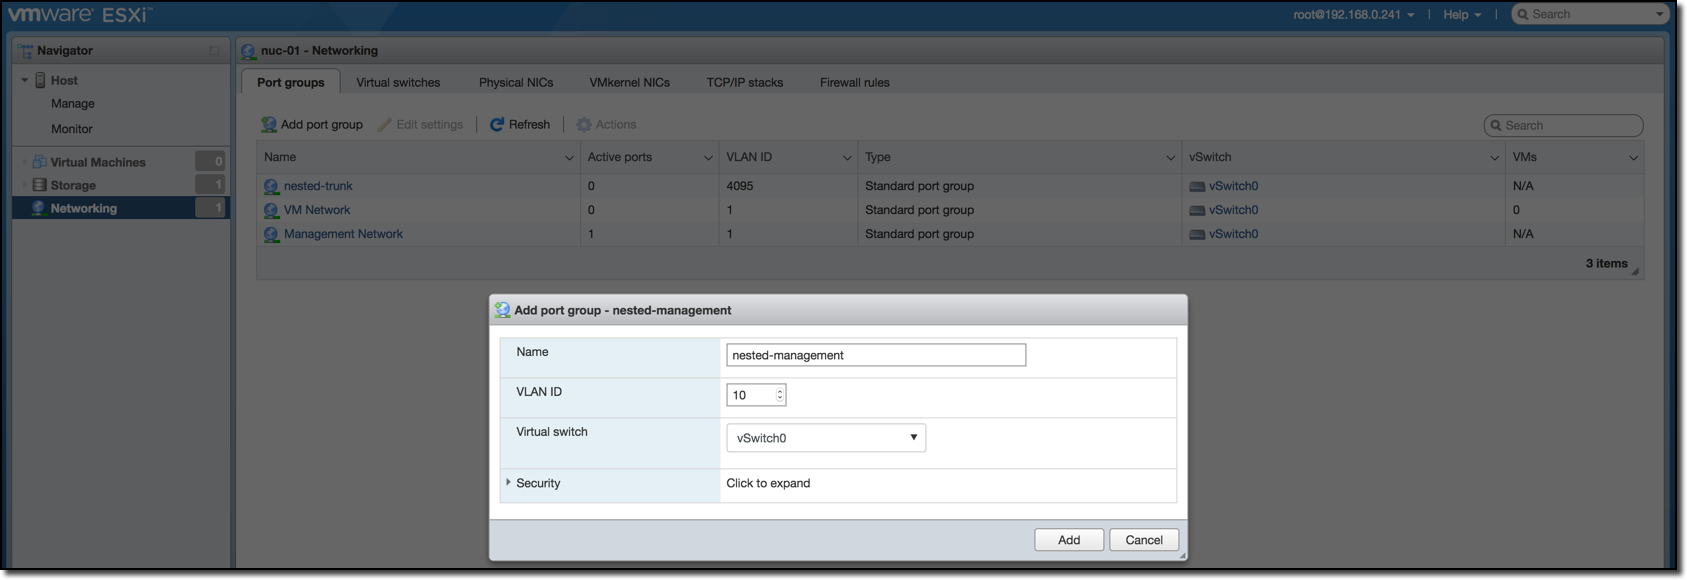 vmware ESXi™ root@192.168.0.241 | Help | Search
Navigator
nuc-01 - Networking
Host
Manage
Monitor
Virtual Machines 0
Storage 1
Networking 1
Port groups Virtual switches Physical NICs VMkernel NICs TCP/IP stacks Firewall rules
Add port group Edit settings | Refresh | Actions Search
Name Active ports VLAN ID Type vSwitch VMs
nested-trunk 0 4095 Standard port group vSwitch0 N/A
VM Network 0 1 Standard port group vSwitch0 0
Management Network 1 1 Standard port group vSwitch0 N/A
3 items
Add port group - nested-management
Name nested-management
VLAN ID 10
Virtual switch vSwitch0
Security Click to expand
Add Cancel